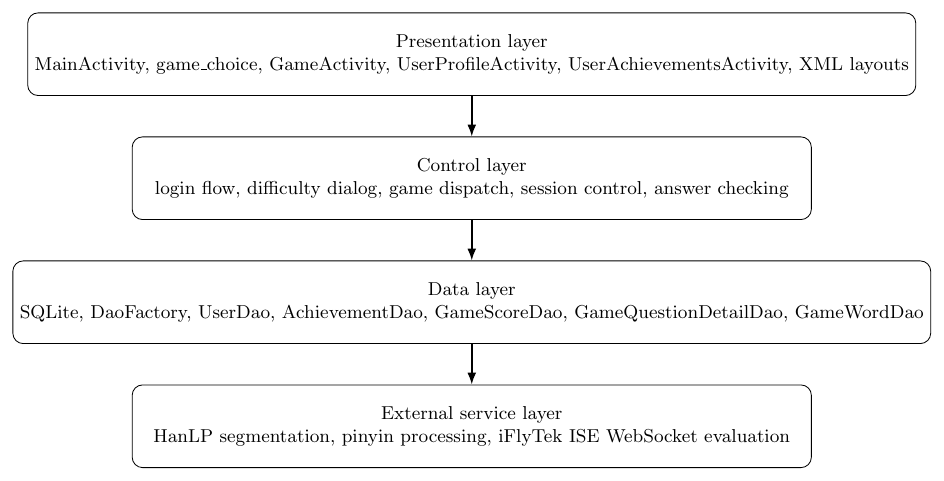 Presentation layer
MainActivity, game_choice, GameActivity, UserProfileActivity, UserAchievementsActivity, XML layouts
Control layer
login flow, difficulty dialog, game dispatch, session control, answer checking
Data layer
SQLite, DaoFactory, UserDao, AchievementDao, GameScoreDao, GameQuestionDetailDao, GameWordDao
External service layer
HanLP segmentation, pinyin processing, iFlyTek ISE WebSocket evaluation